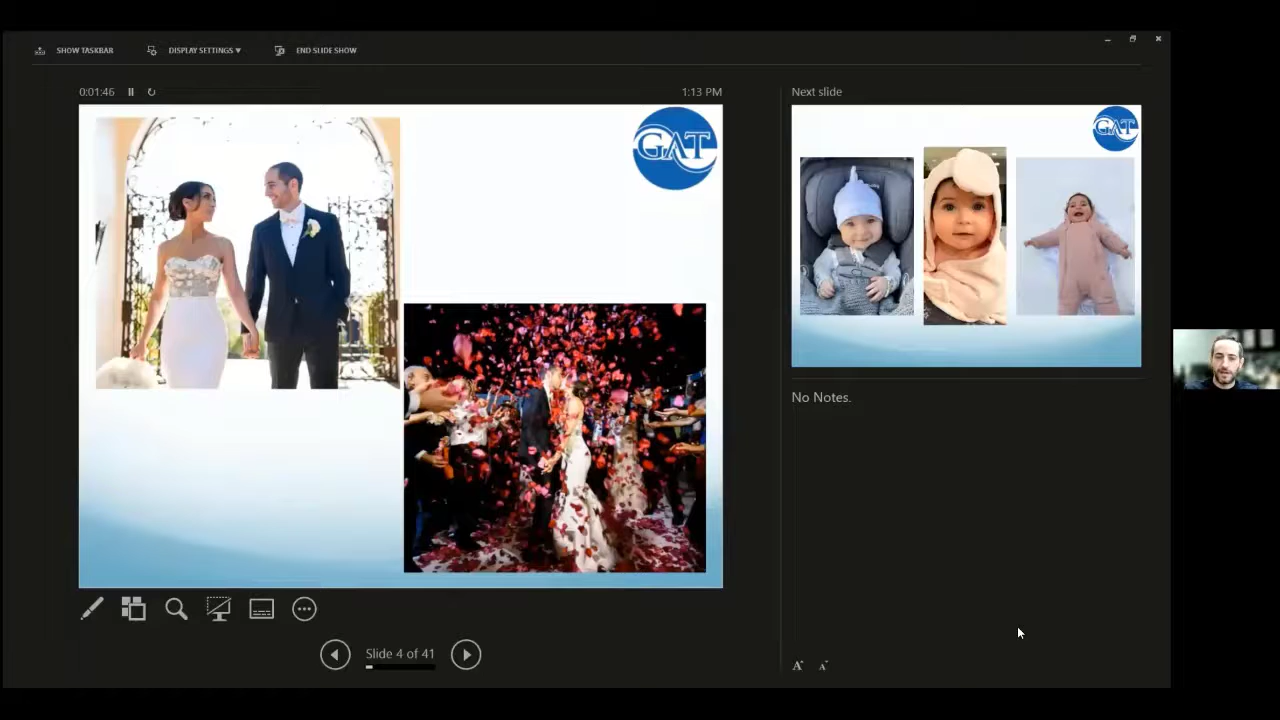 SHOW TASKBAR
DISPLAY SETTINGS ▼
END SLIDE SHOW
0:01:46
1:13 PM
GAT
Next slide
GAT
No Notes.
Slide 4 of 41
A
A